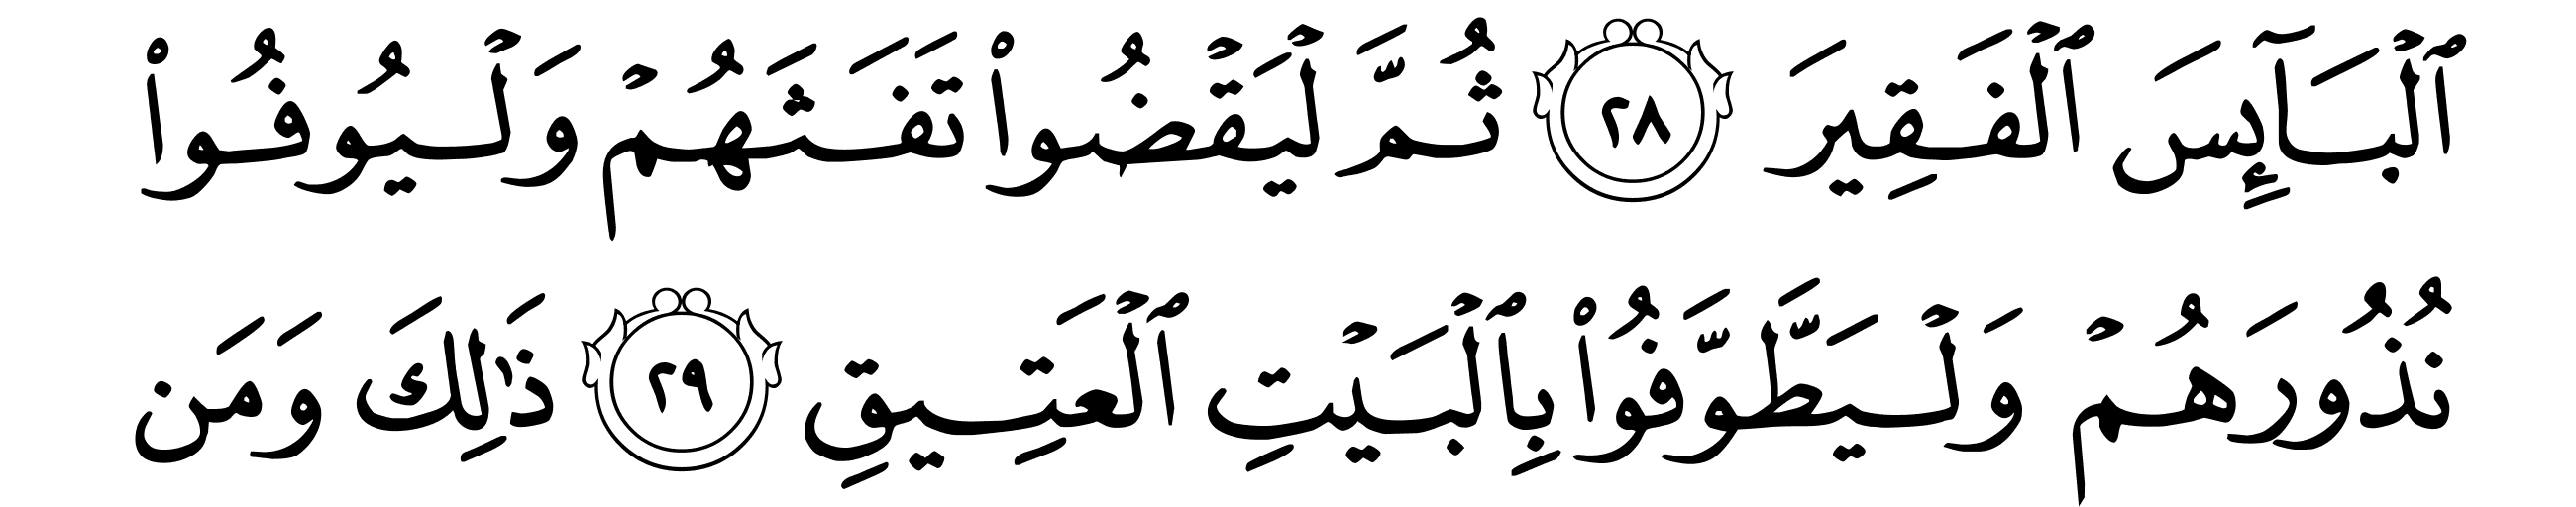 ٱلْبَآئِسَ ٱلْفَقِيرَ ٢٨ ثُمَّ لْيَقْضُوا۟ تَفَثَهُمْ وَلْيُوفُوا۟
نُذُورَهُمْ وَلْيَطَّوَّفُوا۟ بِٱلْبَيْتِ ٱلْعَتِيقِ ٢٩ ذَٰلِكَ وَمَن